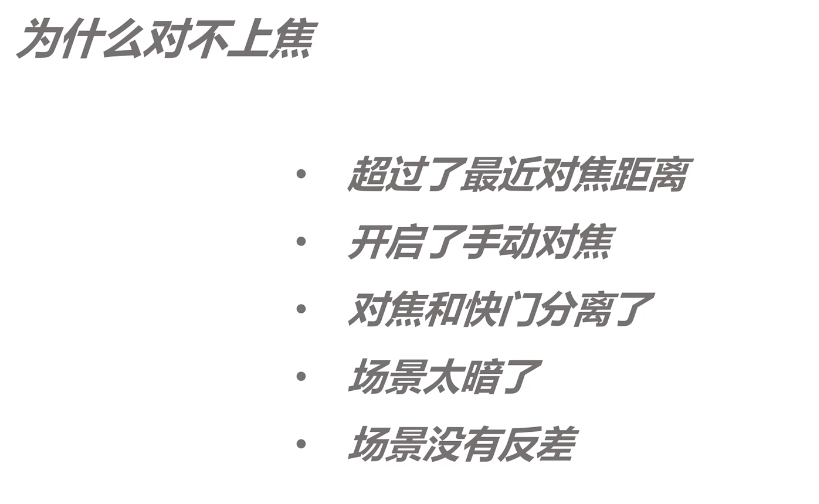 为什么对不上焦
• 超过了最近对焦距离
• 开启了手动对焦
• 对焦和快门分离了
• 场景太暗了
• 场景没有反差